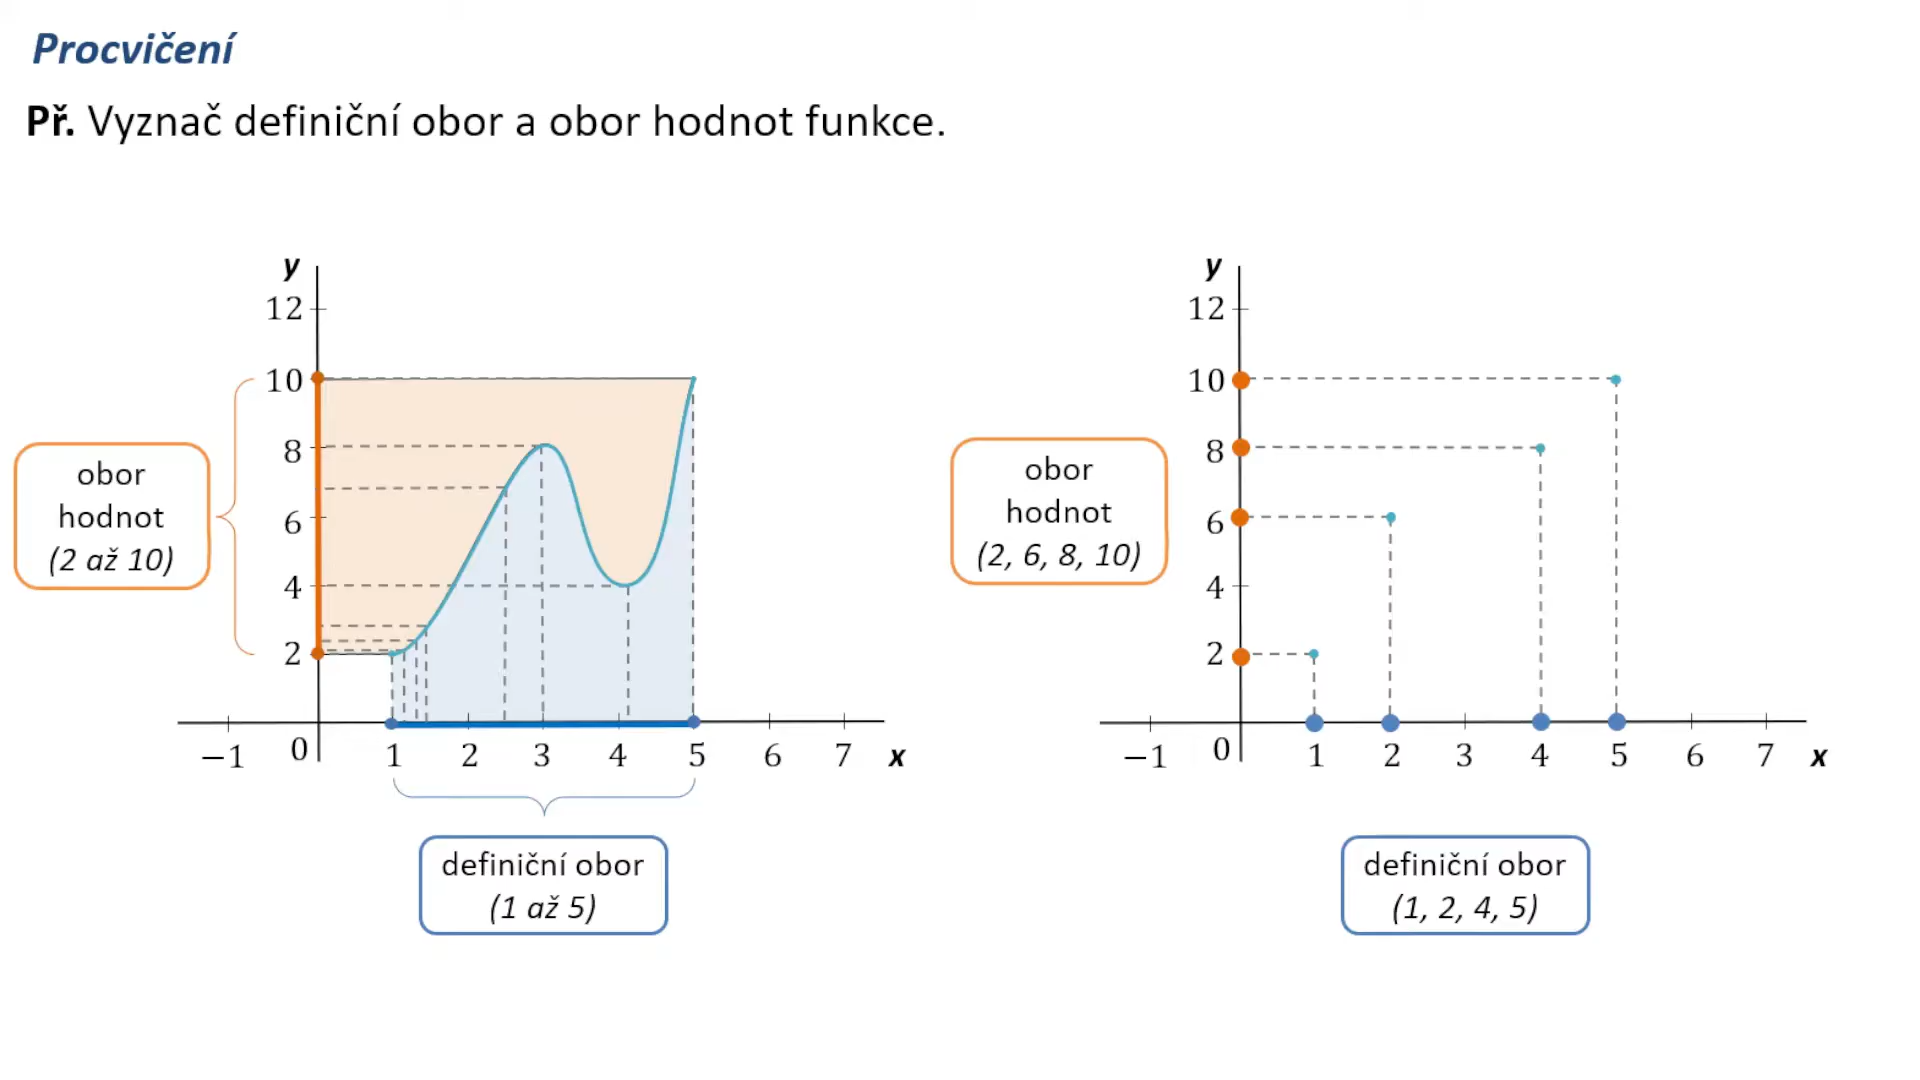 Procvičení
Př. Vyznač definiční obor a obor hodnot funkce.
y
12
10
8
6
4
2
obor
hodnot
(2 až 10)
−1 0 1 2 3 4 5 6 7 x
definiční obor
(1 až 5)
y
12
10
8
6
4
2
obor
hodnot
(2, 6, 8, 10)
−1 0 1 2 3 4 5 6 7 x
definiční obor
(1, 2, 4, 5)